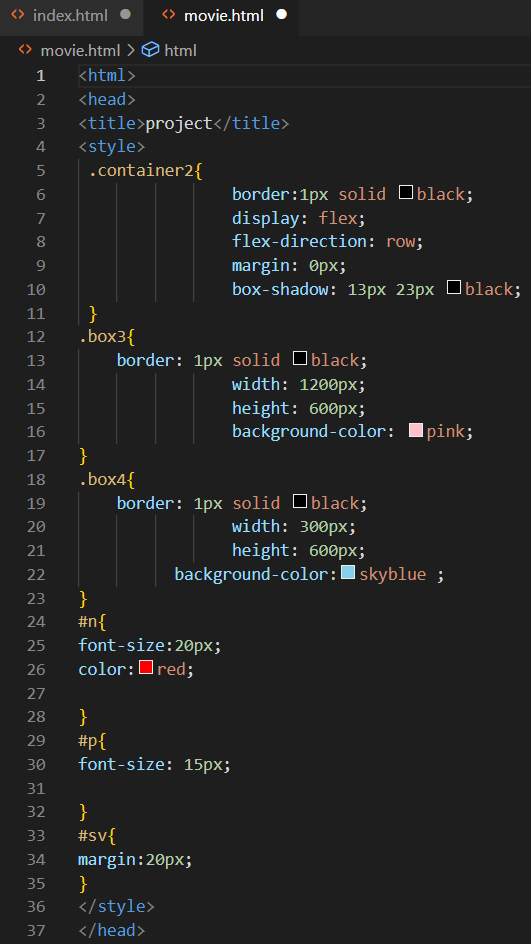 index.html movie.html
movie.html > html
1 <html>
2 <head>
3 <title>project</title>
4 <style>
5 .container2{
6 border:1px solid black;
7 display: flex;
8 flex-direction: row;
9 margin: 0px;
10 box-shadow: 13px 23px black;
11 }
12 .box3{
13 border: 1px solid black;
14 width: 1200px;
15 height: 600px;
16 background-color: pink;
17 }
18 .box4{
19 border: 1px solid black;
20 width: 300px;
21 height: 600px;
22 background-color:skyblue ;
23 }
24 #n{
25 font-size:20px;
26 color:red;
27
28 }
29 #p{
30 font-size: 15px;
31
32 }
33 #sv{
34 margin:20px;
35 }
36 </style>
37 </head>